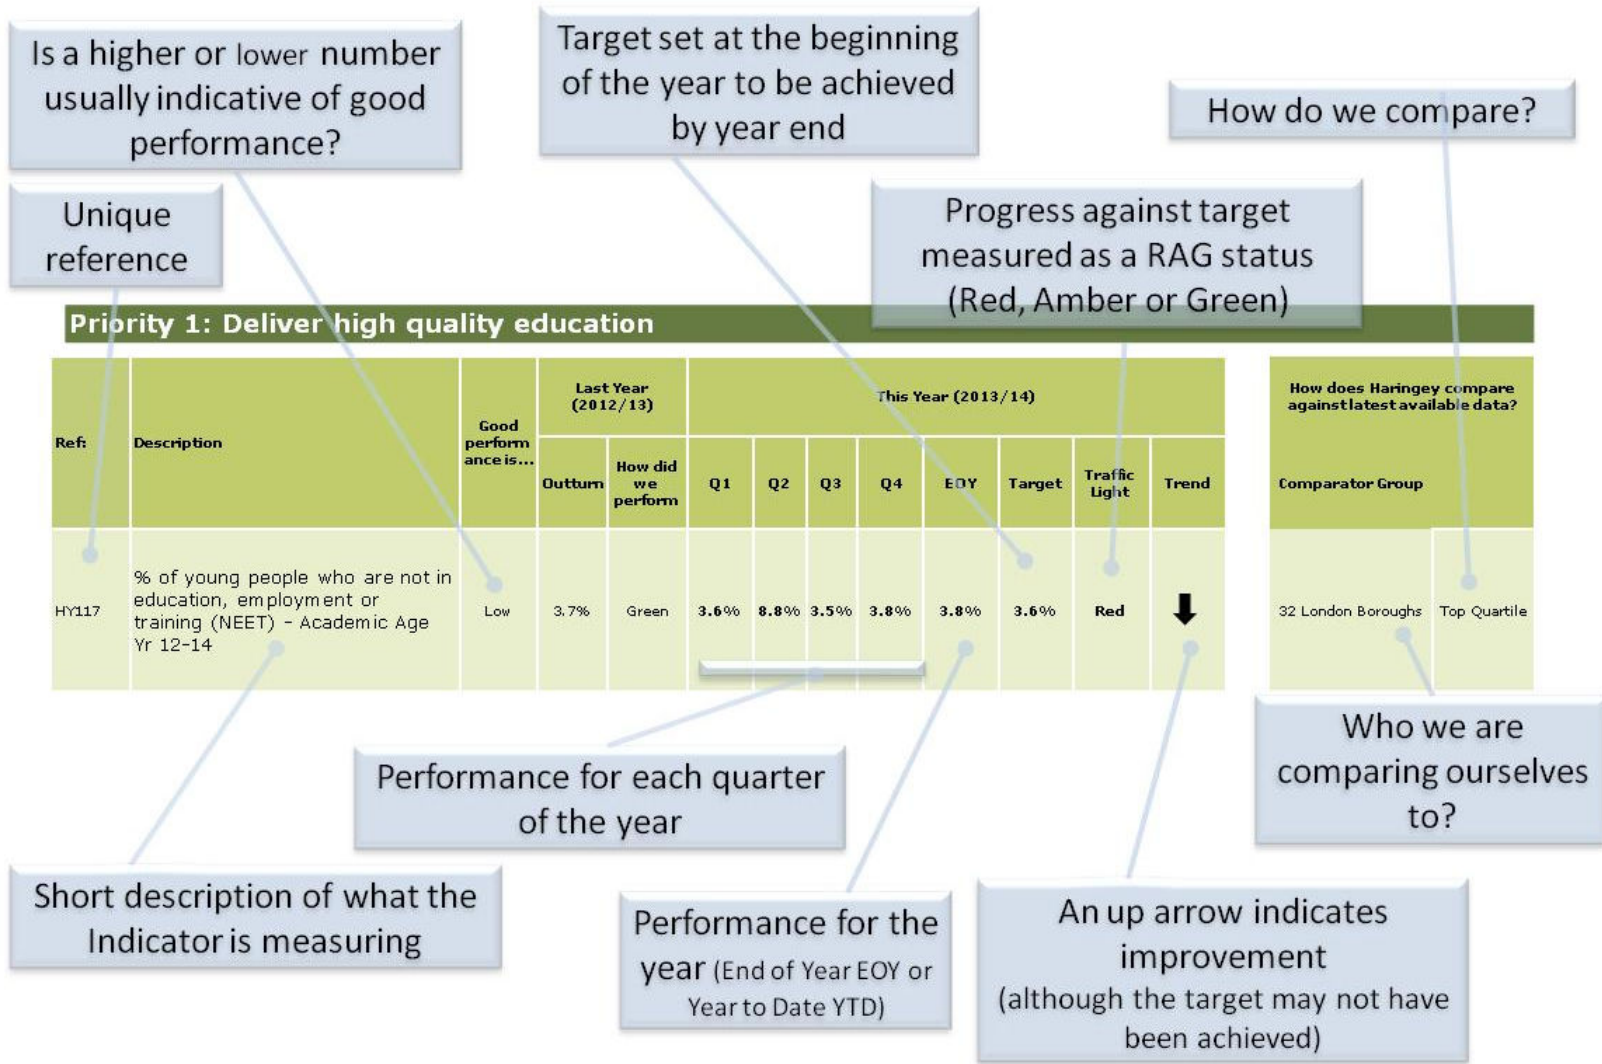 Is a higher or lower number
usually indicative of good
performance?
Target set at the beginning
of the year to be achieved
by year end
How do we compare?
Unique
reference
Progress against target
measured as a RAG status
(Red, Amber or Green)
Priority 1: Deliver high quality education
Ref:
Description
Good
perform
ance is...
Last Year
(2012/13)
This Year (2013/14)
How does Haringey compare
against latest available data?
Outturn
How did
we
perform
Q1
Q2
Q3
Q4
EOY
Target
Traffic
Light
Trend
Comparator Group
HY117
% of young people who are not in
education, employment or
training (NEET) - Academic Age
Yr 12-14
Low
3.7%
Green
3.6%
8.8%
3.5%
3.8%
3.8%
3.6%
Red
32 London Boroughs
Top Quartile
Performance for each quarter
of the year
Who we are
comparing ourselves
to?
Short description of what the
Indicator is measuring
Performance for the
year (End of Year EOY or
Year to Date YTD)
An up arrow indicates
improvement
(although the target may not have
been achieved)